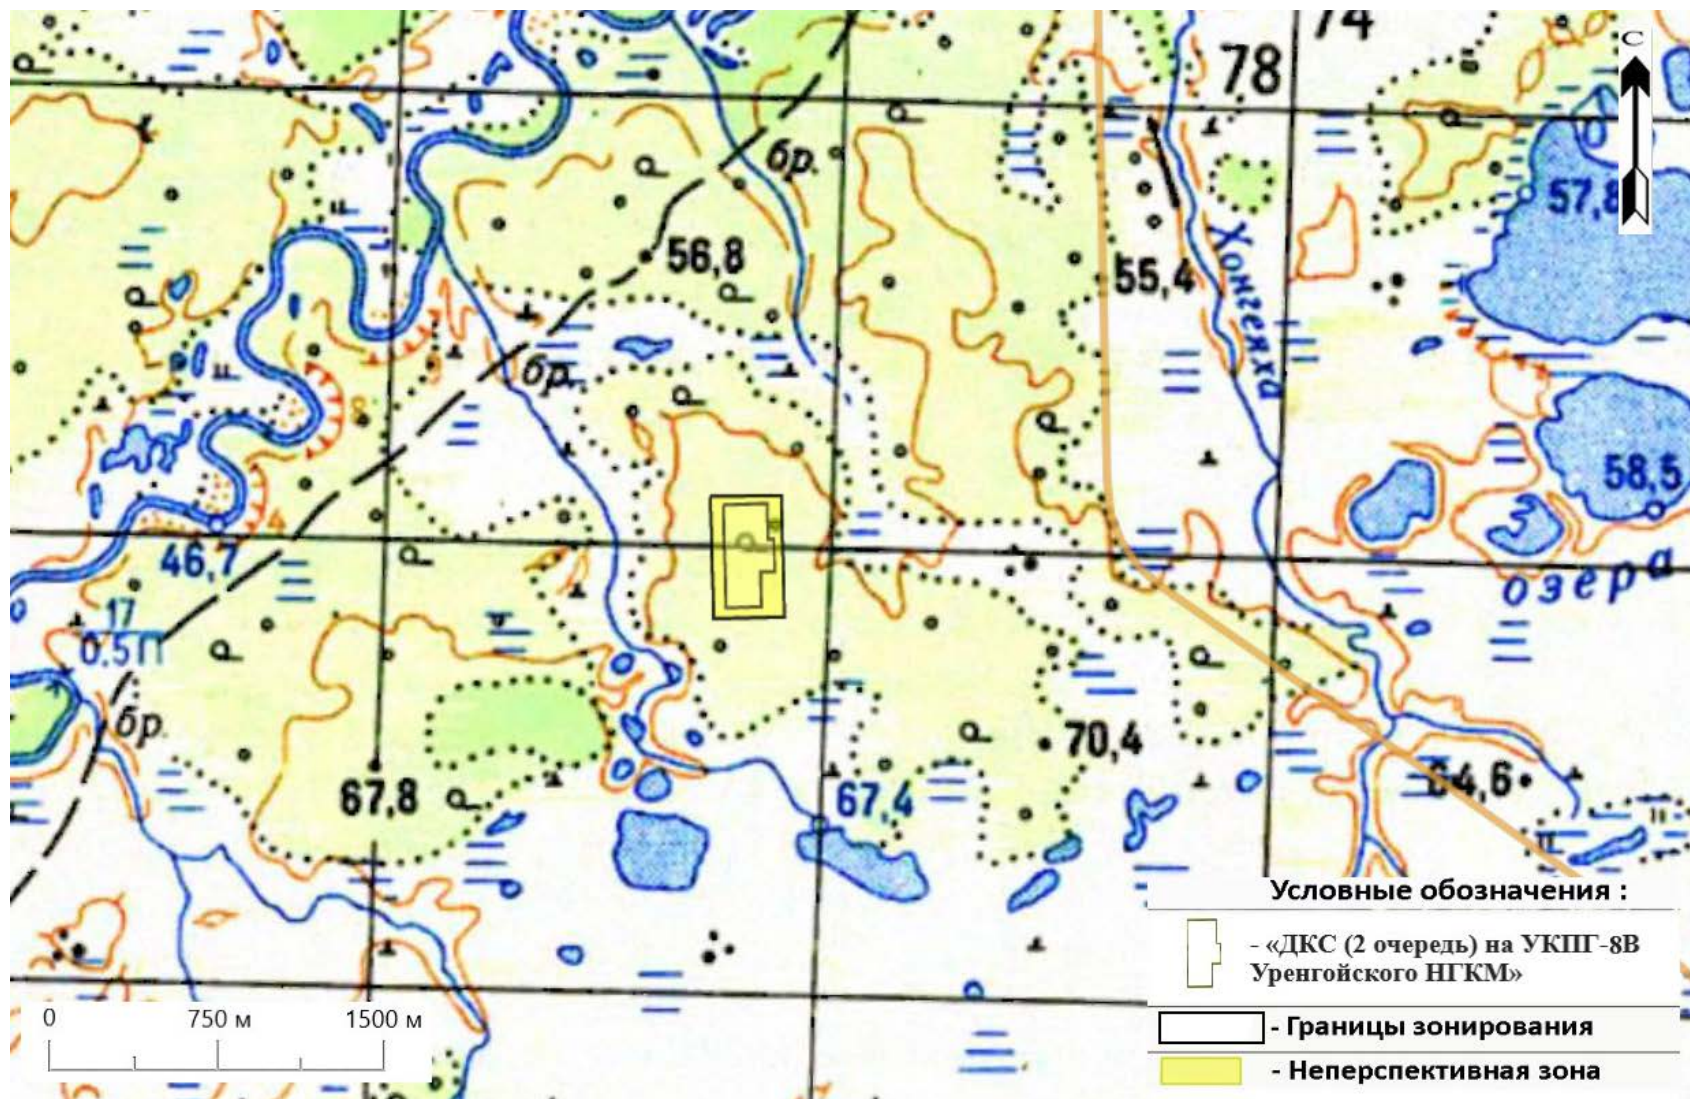 74
С
78
бр.
57,8
56,8
55,4
Хонгеяха
бр.
8
58,5
4
46,7
З
озера
17
0.5П
бр.
70,4
67,8
67,4
64,6
Условные обозначения :
- «ДКС (2 очередь) на УКПГ-8В
Уренгойского НГКМ»
0 750 м 1500 м
- Границы зонирования
- Неперспективная зона